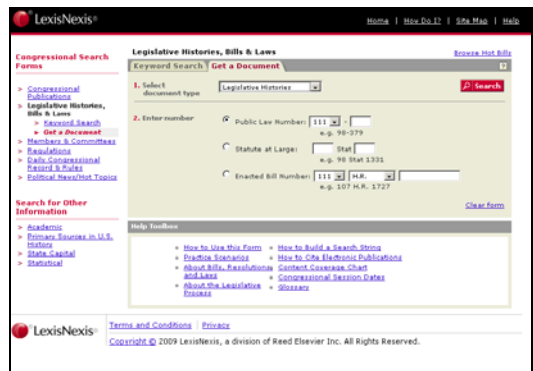 LexisNexis®
Home | How Do I? | Site Map | Help
Congressional Search Forms
> Congressional Publications
> Legislative Histories, Bills & Laws
> Keyword Search
► Get a Document
> Members & Committees
> Regulations
> Daily Congressional Record & Rules
> Political News/Hot Topics
Search for Other Information
> Academic
> Primary Sources in U.S. History
> State Capital
> Statistical
Legislative Histories, Bills & Laws
Browse Hot Bills
Keyword Search Get a Document
?
1. Select document type
Legislative Histories
Search
2. Enter number
Public Law Number: 111 -
e.g. 98-379
Statute at Large: Stat
e.g. 98 Stat 1331
Enacted Bill Number: 111 H.R.
e.g. 107 H.R. 1727
Clear form
Help Toolbox
How to Use this Form
Practice Scenarios
About Bills, Resolutions and Laws
About the Legislative Process
How to Build a Search String
How to Cite Electronic Publications
Content Coverage Chart
Congressional Session Dates
Glossary
LexisNexis®
Terms and Conditions | Privacy
Copyright © 2009 LexisNexis, a division of Reed Elsevier Inc. All Rights Reserved.